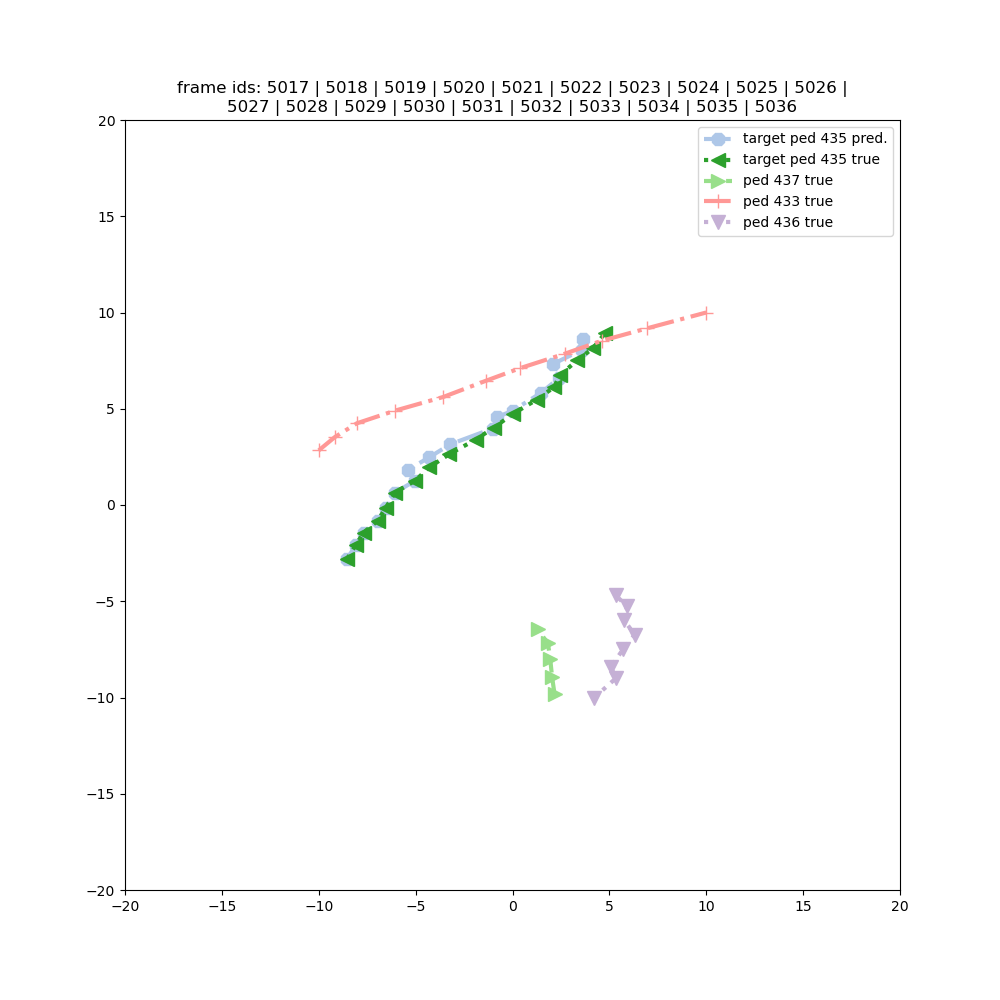 frame ids: 5017 | 5018 | 5019 | 5020 | 5021 | 5022 | 5023 | 5024 | 5025 | 5026 |
5027 | 5028 | 5029 | 5030 | 5031 | 5032 | 5033 | 5034 | 5035 | 5036
target ped 435 pred.
target ped 435 true
ped 437 true
ped 433 true
ped 436 true
20
15
10
5
0
−5
−10
−15
−20
−20 −15 −10 −5 0 5 10 15 20